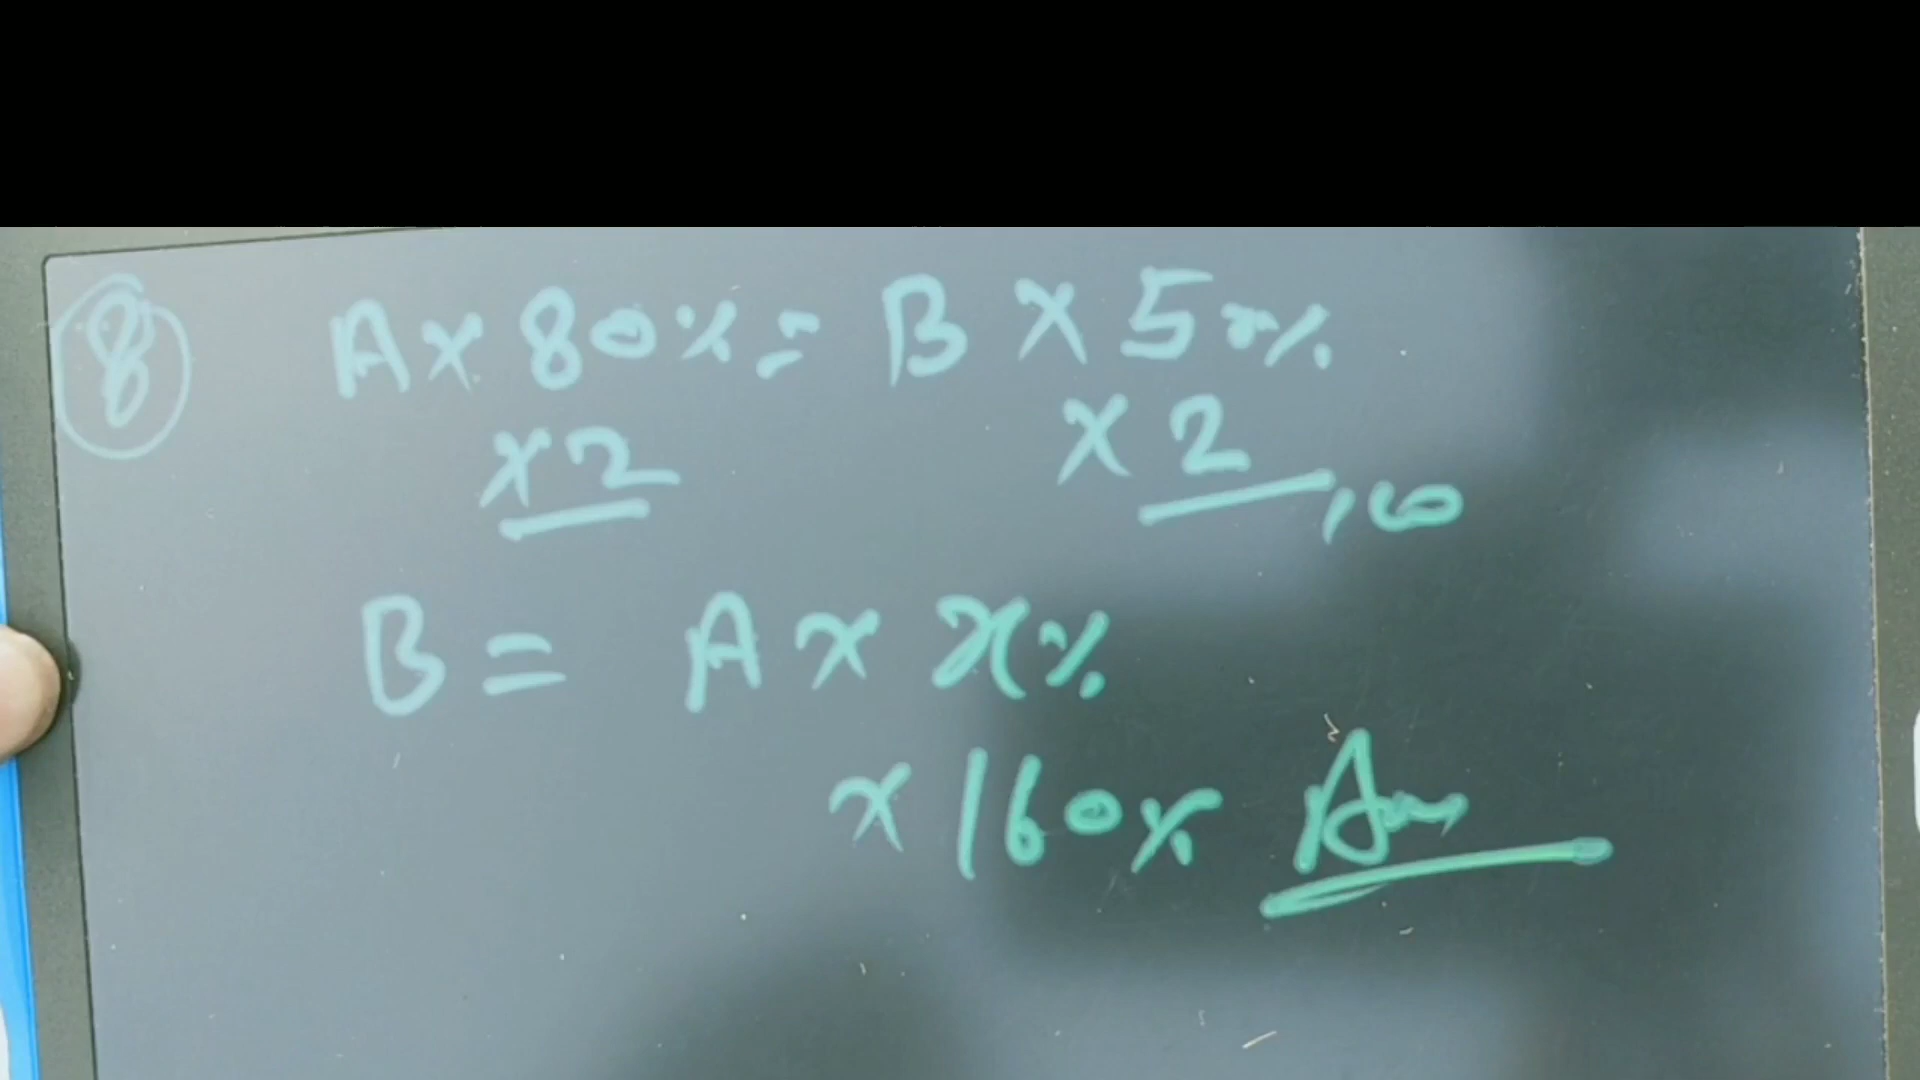 8 A x 80% = B x 50%
x 2 x 2
100
B = A x x%
x 160% Ans